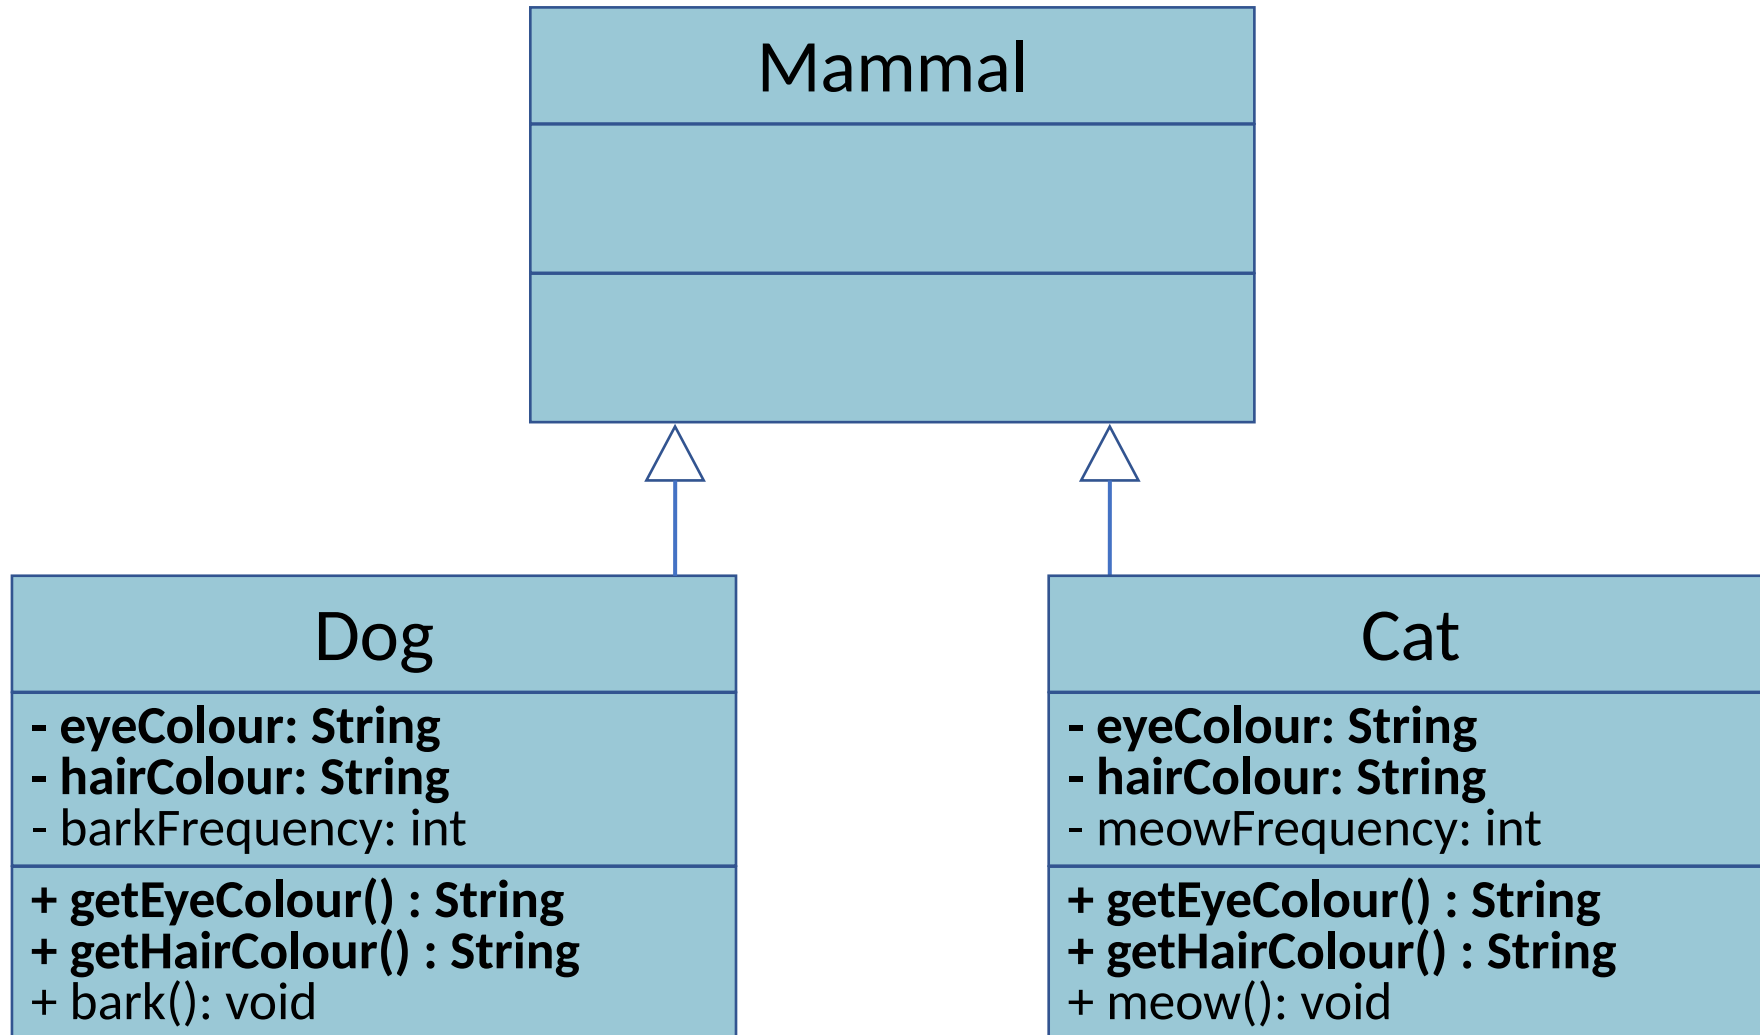 Mammal
Dog
- eyeColour: String
- hairColour: String
- barkFrequency: int
+ getEyeColour() : String
+ getHairColour() : String
+ bark(): void
Cat
- eyeColour: String
- hairColour: String
- meowFrequency: int
+ getEyeColour() : String
+ getHairColour() : String
+ meow(): void